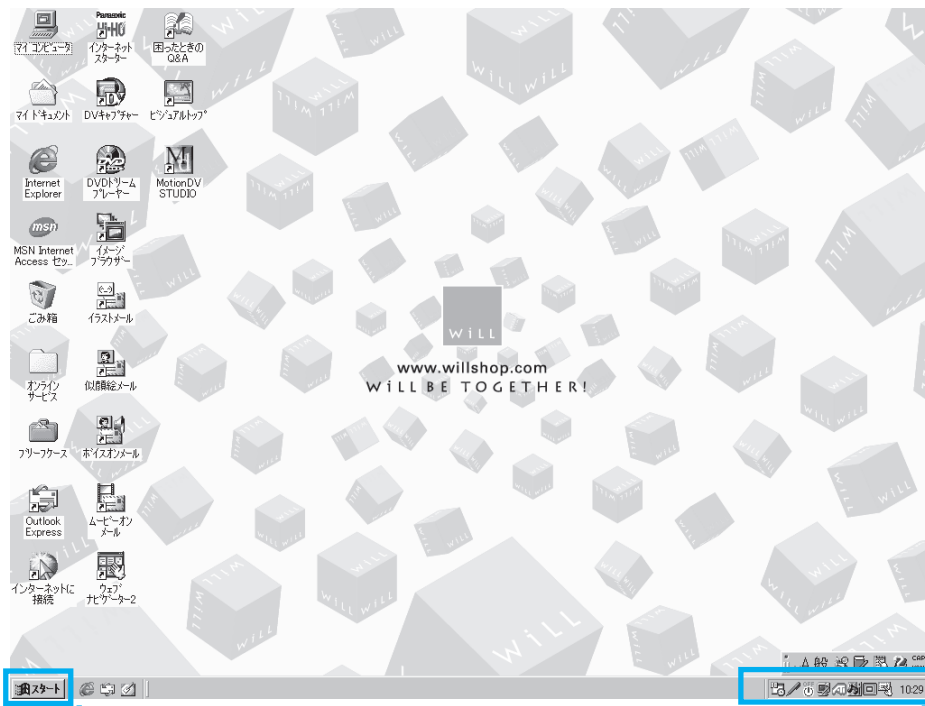 マイ コンピュータ
Panasonic
Hi-HO
インターネット
スターター
困ったときの
Q&A
マイ ドキュメント
DV
DVキャプチャー
ビジュアルトップ
Internet
Explorer
DVDドリーム
プレーヤー
MotionDV
STUDIO
msn
MSN Internet
Access セッ...
イメージ
ブラウザー
ごみ箱
イラストメール
オンライン
サービス
似顔絵メール
ブリーフケース
ボイスオンメール
Outlook
Express
ムービーオン
メール
インターネットに
接続
ウェブ
ナビゲーター2
WiLL
www.willshop.com
WiLL BE TOGETHER!
A 般
CAP
スタート
OFF
10:29